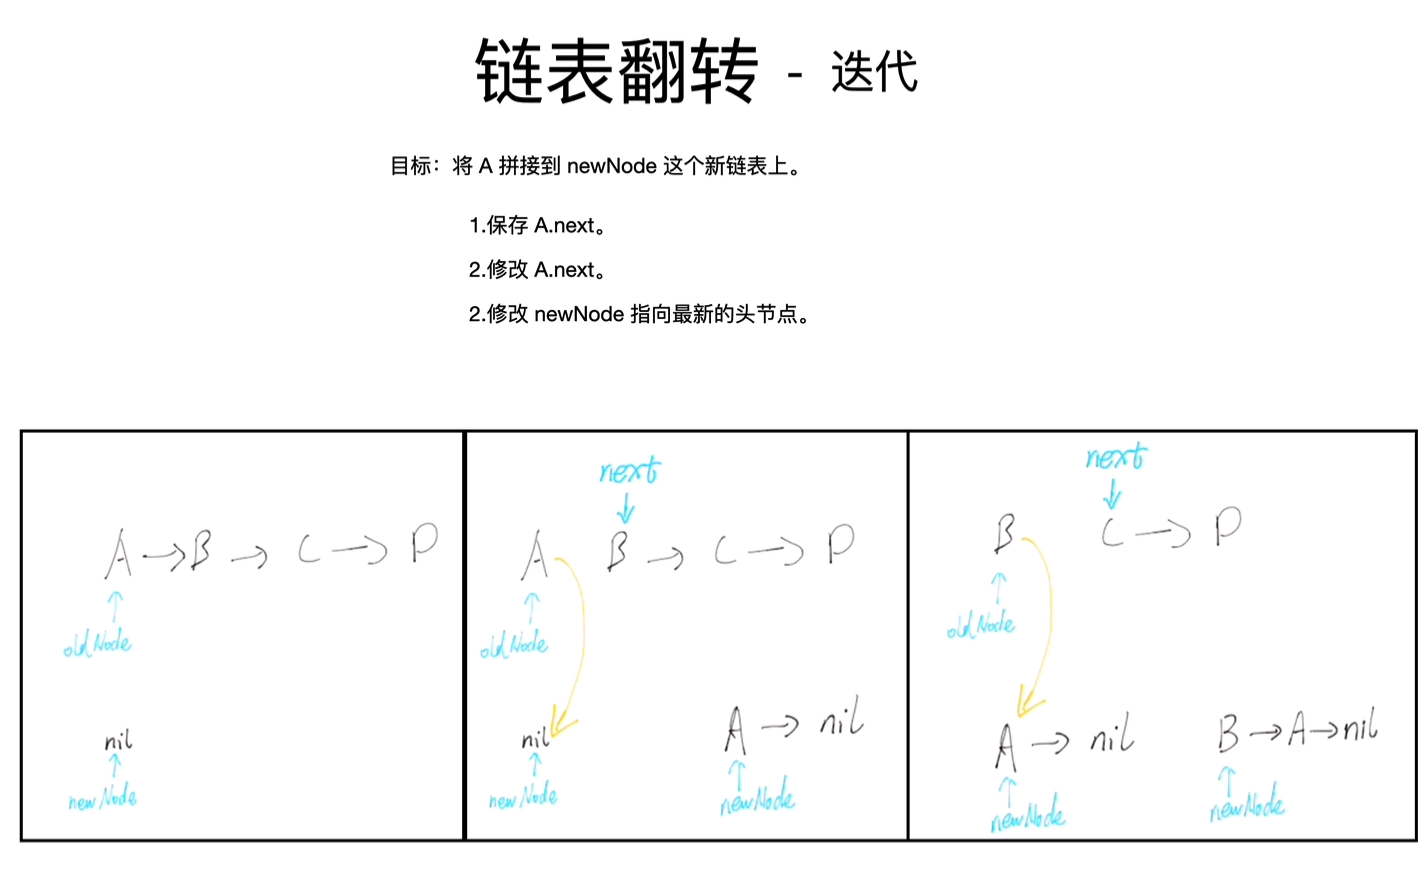 链表翻转 - 迭代
目标：将 A 拼接到 newNode 这个新链表上。
1.保存 A.next。
2.修改 A.next。
2.修改 newNode 指向最新的头节点。
A → B → C → D
oldNode
nil
newNode
next
A B → C → D
oldNode
nil
newNode
A → nil
newNode
next
B C → D
oldNode
A → nil
newNode
B → A → nil
newNode